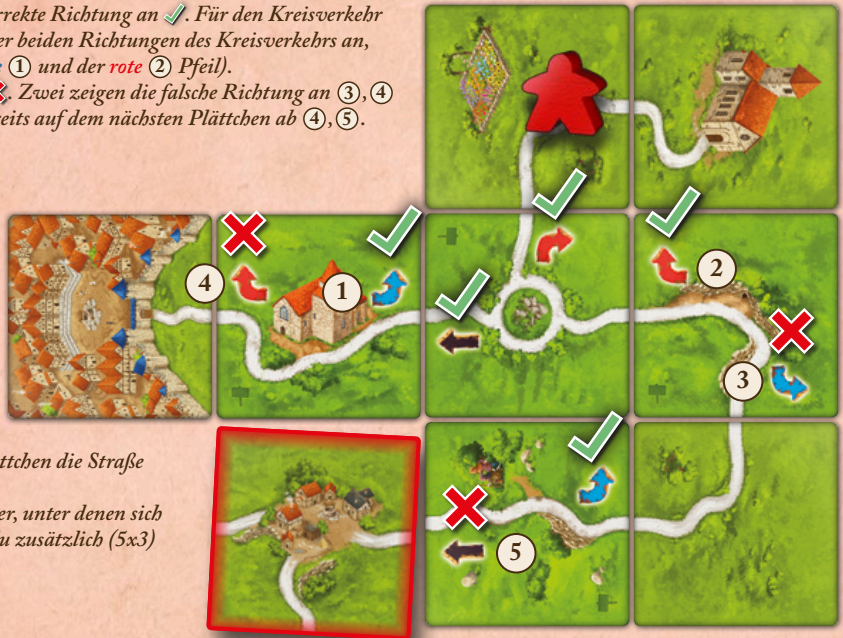 rrekte Richtung an ✓. Für den Kreisverkehr
er beiden Richtungen des Kreisverkehrs an,
1 und der rote 2 Pfeil).
✗. Zwei zeigen die falsche Richtung an 3, 4
eits auf dem nächsten Plättchen ab 4, 5.
4
1
2
3
ttchen die Straße
er, unter denen sich
u zusätzlich (5x3)
5